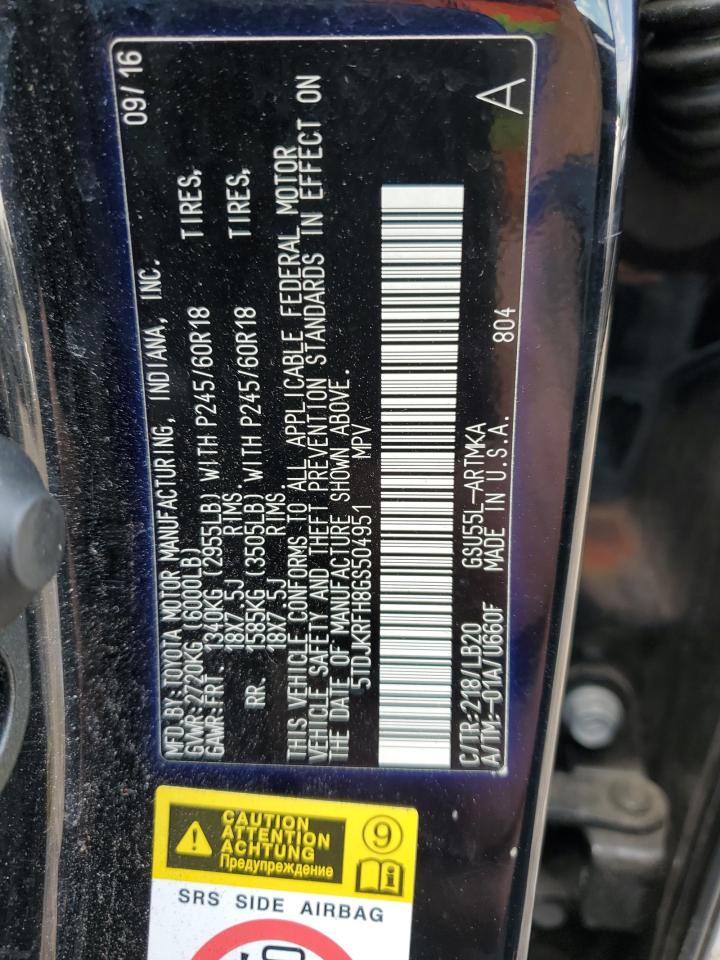 MFD BY:TOYOTA MOTOR MANUFACTURING, INDIANA, INC. 09/16
GVWR:2720KG (6000LB)
GAWR:FRT. 1340KG (2955LB) WITH P245/60R18 TIRES,
18X7.5J RIMS
RR. 1585KG (3505LB) WITH P245/60R18 TIRES,
18X7.5J RIMS
THIS VEHICLE CONFORMS TO ALL APPLICABLE FEDERAL MOTOR
VEHICLE SAFETY AND THEFT PREVENTION STANDARDS IN EFFECT ON
THE DATE OF MANUFACTURE SHOWN ABOVE.
5TDJKRFH8GS504951 MPV
A
C/TR:218/LB20 GSU55L-ARTMKA 804
A/TM:-01A/U660F MADE IN U.S.A.
CAUTION
ATTENTION
ACHTUNG
Предупреждение
9
i
SRS SIDE AIRBAG